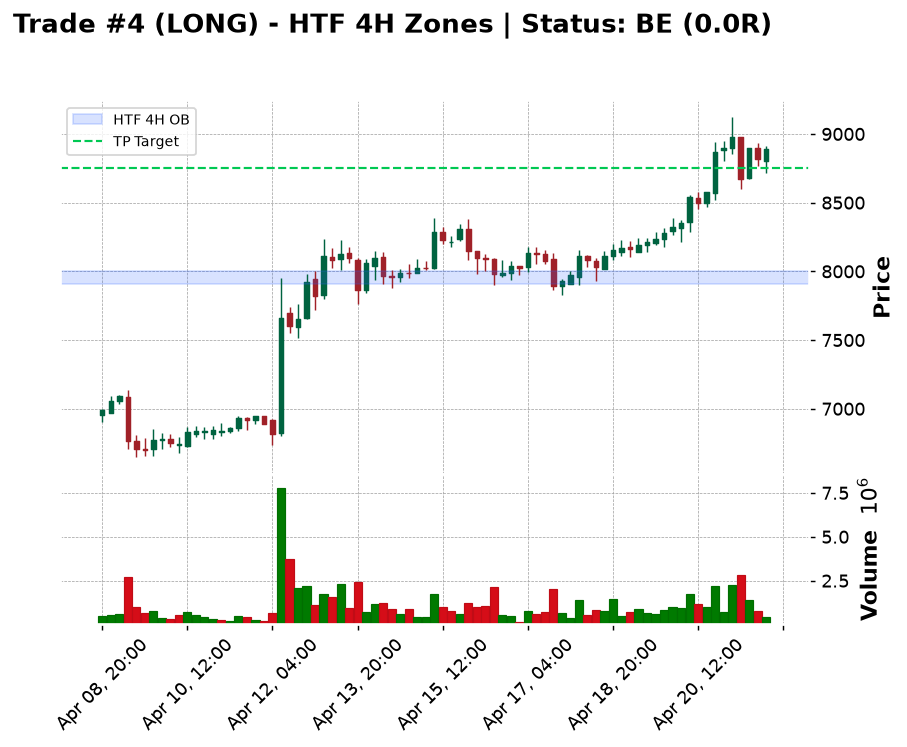 Trade #4 (LONG) - HTF 4H Zones | Status: BE (0.0R)
HTF 4H OB
TP Target
9000
8500
8000
7500
7000
Price
7.5
5.0
2.5
Volume 10^6
Apr 08, 20:00
Apr 10, 12:00
Apr 12, 04:00
Apr 13, 20:00
Apr 15, 12:00
Apr 17, 04:00
Apr 18, 20:00
Apr 20, 12:00